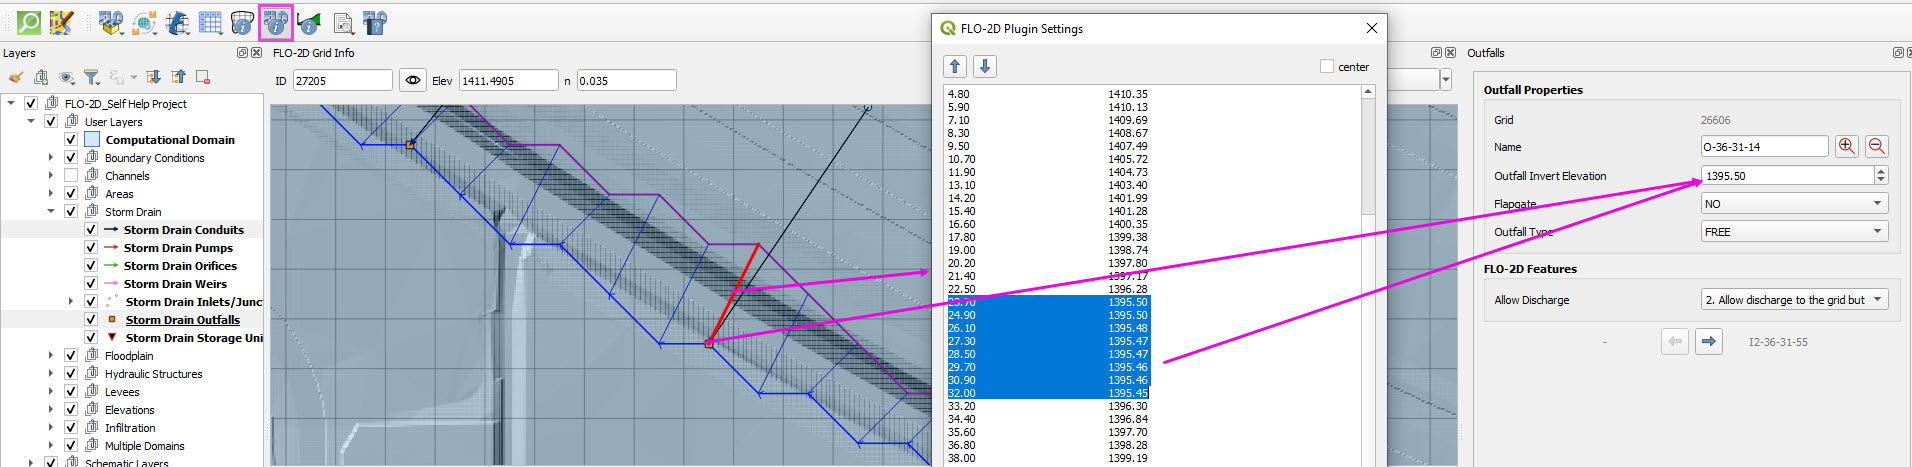 Layers
FLO-2D_Self Help Project
User Layers
Computational Domain
Boundary Conditions
Channels
Areas
Storm Drain
Storm Drain Conduits
Storm Drain Pumps
Storm Drain Orifices
Storm Drain Weirs
Storm Drain Inlets/Junc
Storm Drain Outfalls
Storm Drain Storage Uni
Floodplain
Hydraulic Structures
Levees
Elevations
Infiltration
Multiple Domains
Schematic Layers
FLO-2D Grid Info
ID 27205 Elev 1411.4905 n 0.035
FLO-2D Plugin Settings
center
4.80 1410.35
5.90 1410.13
7.10 1409.69
8.30 1408.67
9.50 1407.49
10.70 1405.72
11.90 1404.73
13.10 1403.40
14.20 1401.99
15.40 1401.28
16.60 1400.35
17.80 1399.38
19.00 1398.74
20.20 1397.80
21.40 1397.17
22.50 1396.28
23.70 1395.50
24.90 1395.50
26.10 1395.48
27.30 1395.47
28.50 1395.47
29.70 1395.46
30.90 1395.46
32.00 1395.45
33.20 1396.30
34.40 1396.84
35.60 1397.70
36.80 1398.28
38.00 1399.19
Outfalls
Outfall Properties
Grid 26606
Name O-36-31-14
Outfall Invert Elevation 1395.50
Flapgate NO
Outfall Type FREE
FLO-2D Features
Allow Discharge 2. Allow discharge to the grid but
- I2-36-31-55